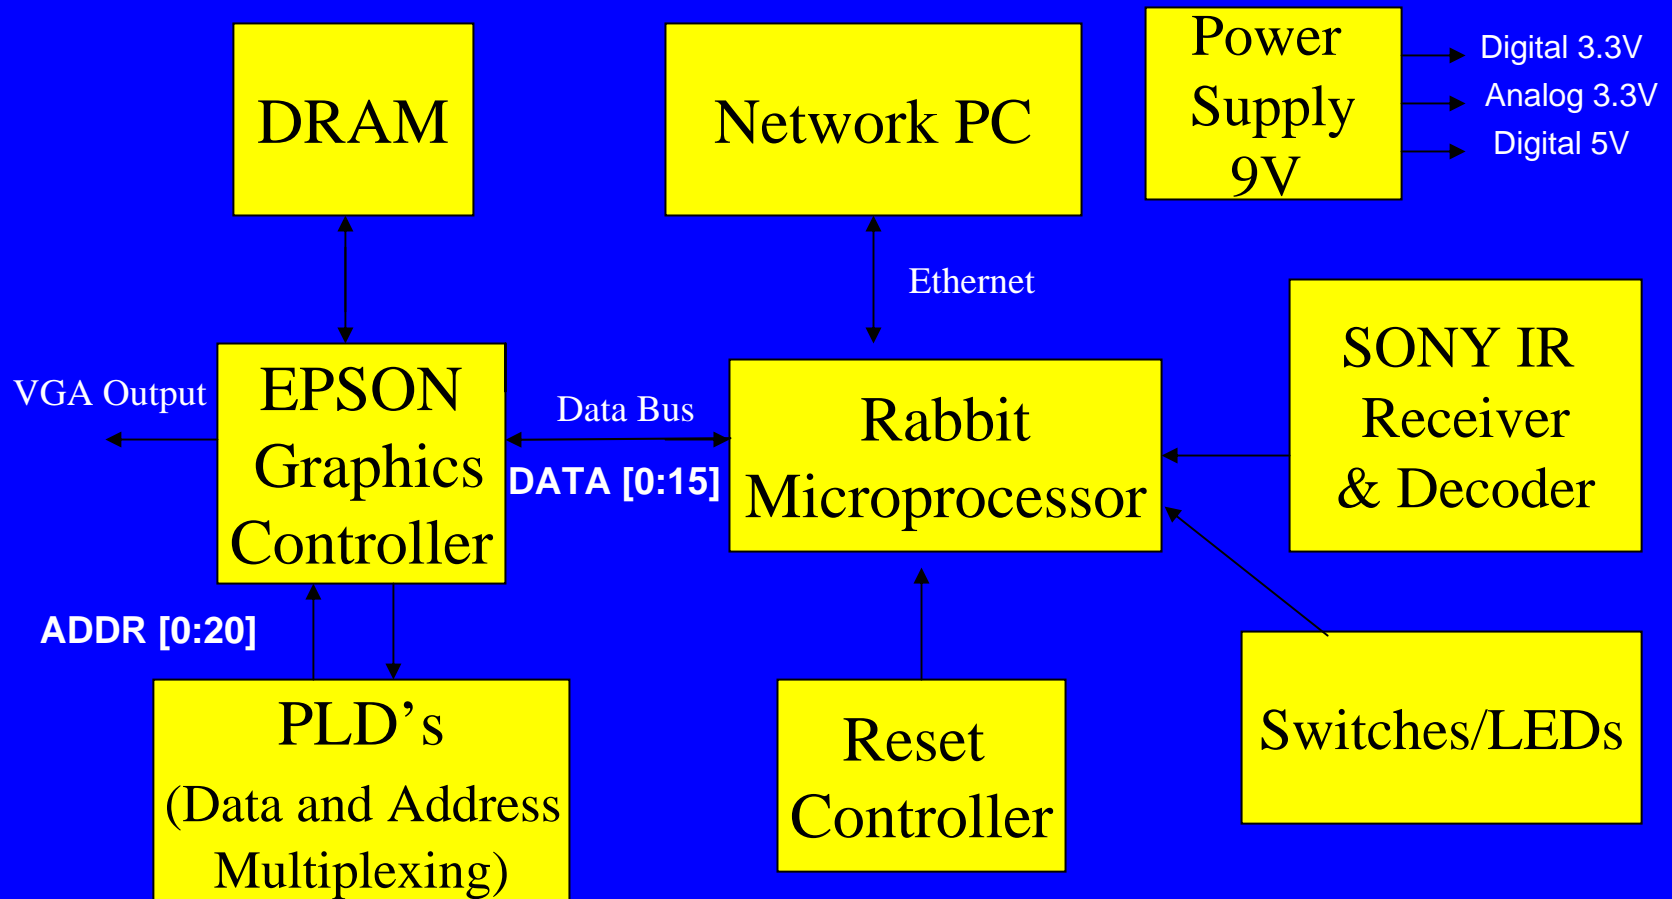 DRAM
Network PC
Power
Supply
9V
Digital 3.3V
Analog 3.3V
Digital 5V
Ethernet
VGA Output
EPSON
Graphics
Controller
Data Bus
DATA [0:15]
Rabbit
Microprocessor
SONY IR
Receiver
& Decoder
ADDR [0:20]
PLD’s
(Data and Address
Multiplexing)
Reset
Controller
Switches/LEDs